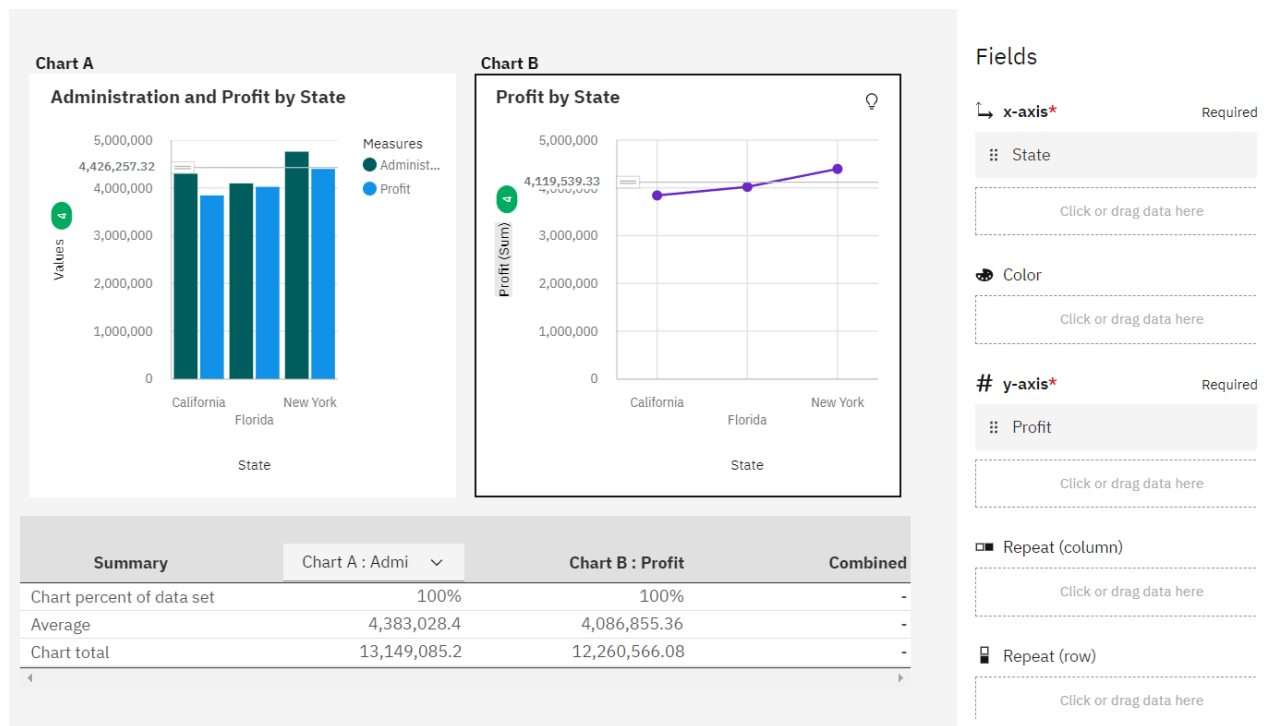 Chart A
Administration and Profit by State
5,000,000
4,426,257.32
4,000,000
3,000,000
2,000,000
1,000,000
0
Values
4
California
Florida
New York
State
Measures
Administ...
Profit
Chart B
Profit by State
5,000,000
4,119,539.33
4,000,000
3,000,000
2,000,000
1,000,000
0
Profit (Sum)
4
California
Florida
New York
State
Summary Chart A : Admi Chart B : Profit Combined
Chart percent of data set 100% 100% -
Average 4,383,028.4 4,086,855.36 -
Chart total 13,149,085.2 12,260,566.08 -
Fields
x-axis* Required
State
Click or drag data here
Color
Click or drag data here
# y-axis* Required
Profit
Click or drag data here
Repeat (column)
Click or drag data here
Repeat (row)
Click or drag data here